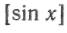 [sin x]